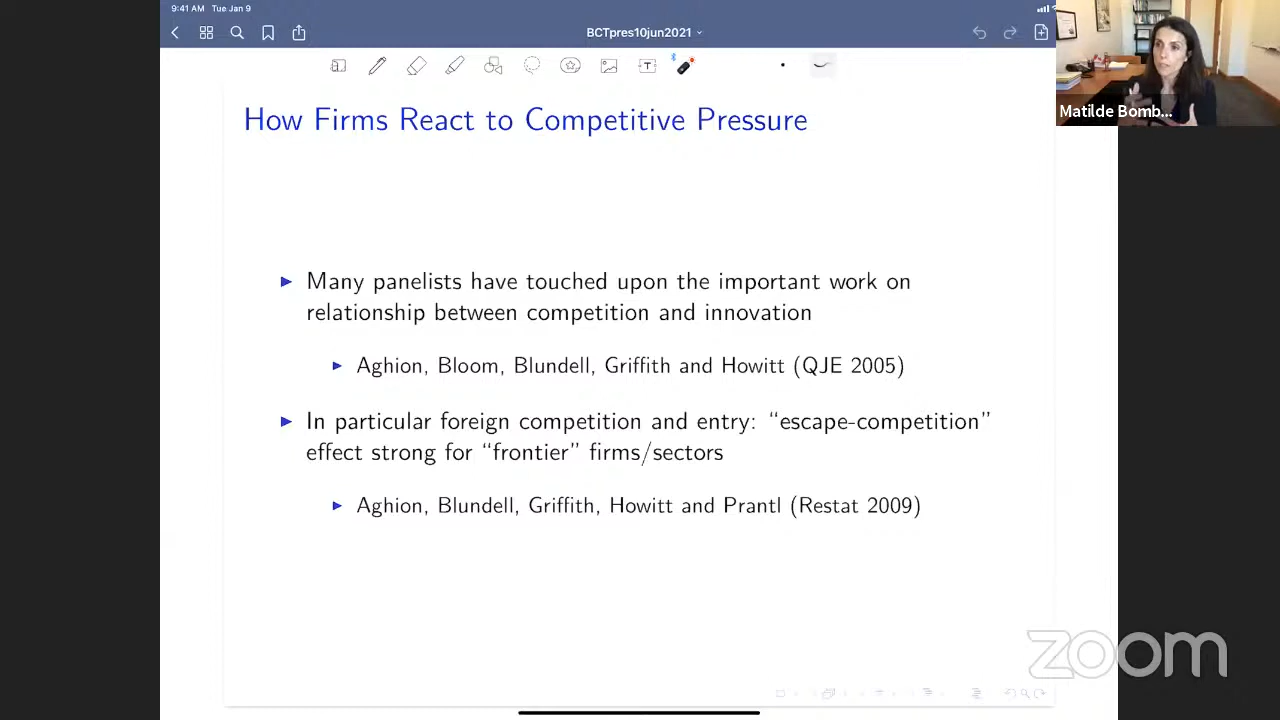 9:41 AM Tue Jan 9
BCTpres10jun2021
T
Matilde Bomb...
How Firms React to Competitive Pressure
Many panelists have touched upon the important work on
relationship between competition and innovation
Aghion, Bloom, Blundell, Griffith and Howitt (QJE 2005)
In particular foreign competition and entry: “escape-competition”
effect strong for “frontier” firms/sectors
Aghion, Blundell, Griffith, Howitt and Prantl (Restat 2009)
zoom